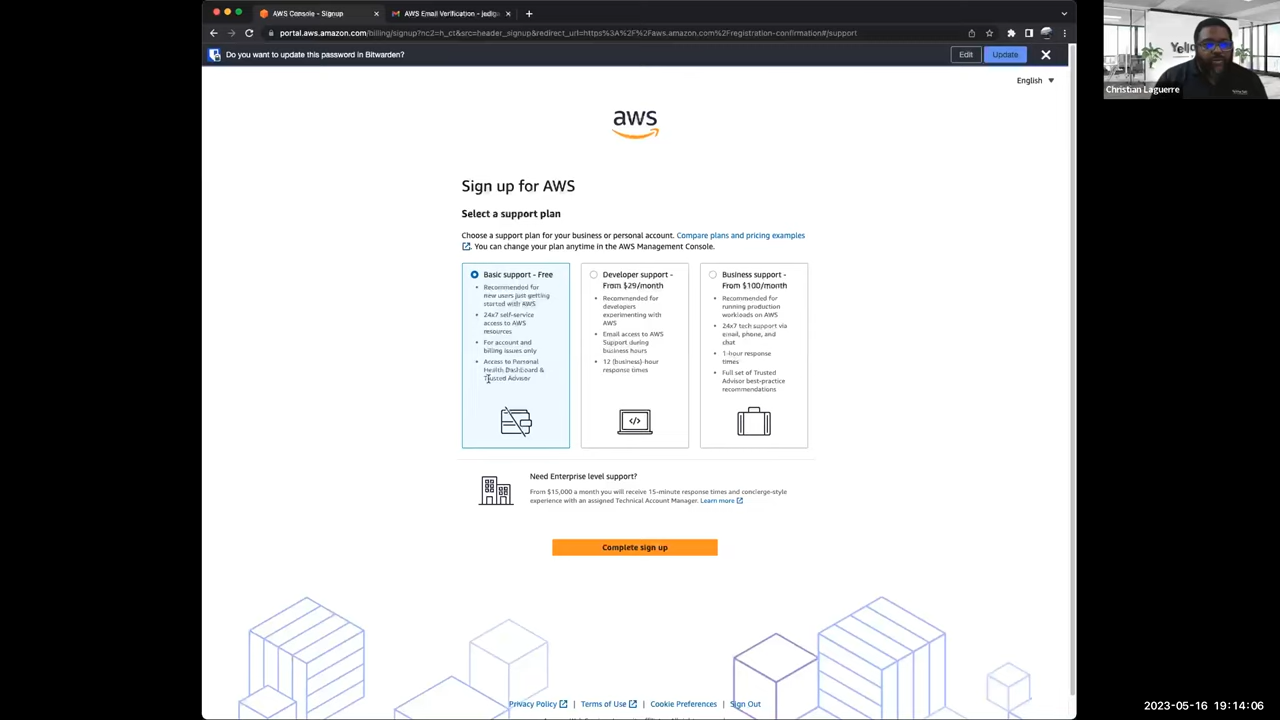 AWS Console - Signup
AWS Email Verification - jedig
portal.aws.amazon.com/billing/signup?nc2=h_ct&src=header_signup&redirect_url=https%3A%2F%2Faws.amazon.com%2Fregistration-confirmation#/support
Do you want to update this password in Bitwarden?
Edit
Update
Christian Laguerre
English
aws
Sign up for AWS
Select a support plan
Choose a support plan for your business or personal account. Compare plans and pricing examples
. You can change your plan anytime in the AWS Management Console.
Basic support - Free
Recommended for
new users just getting
started with AWS
24x7 self-service
access to AWS
resources
For account and
billing issues only
Access to Personal
Health Dashboard &
Trusted Advisor
Developer support -
From $29/month
Recommended for
developers
experimenting with
AWS
Email access to AWS
Support during
business hours
12 (business)-hour
response times
Business support -
From $100/month
Recommended for
running production
workloads on AWS
24x7 tech support via
email, phone, and
chat
1-hour response
times
Full set of Trusted
Advisor best-practice
recommendations
Need Enterprise level support?
From $15,000 a month you will receive 15-minute response times and concierge-style
experience with an assigned Technical Account Manager. Learn more
Complete sign up
Privacy Policy | Terms of Use | Cookie Preferences | Sign Out
2023-05-16 19:14:06